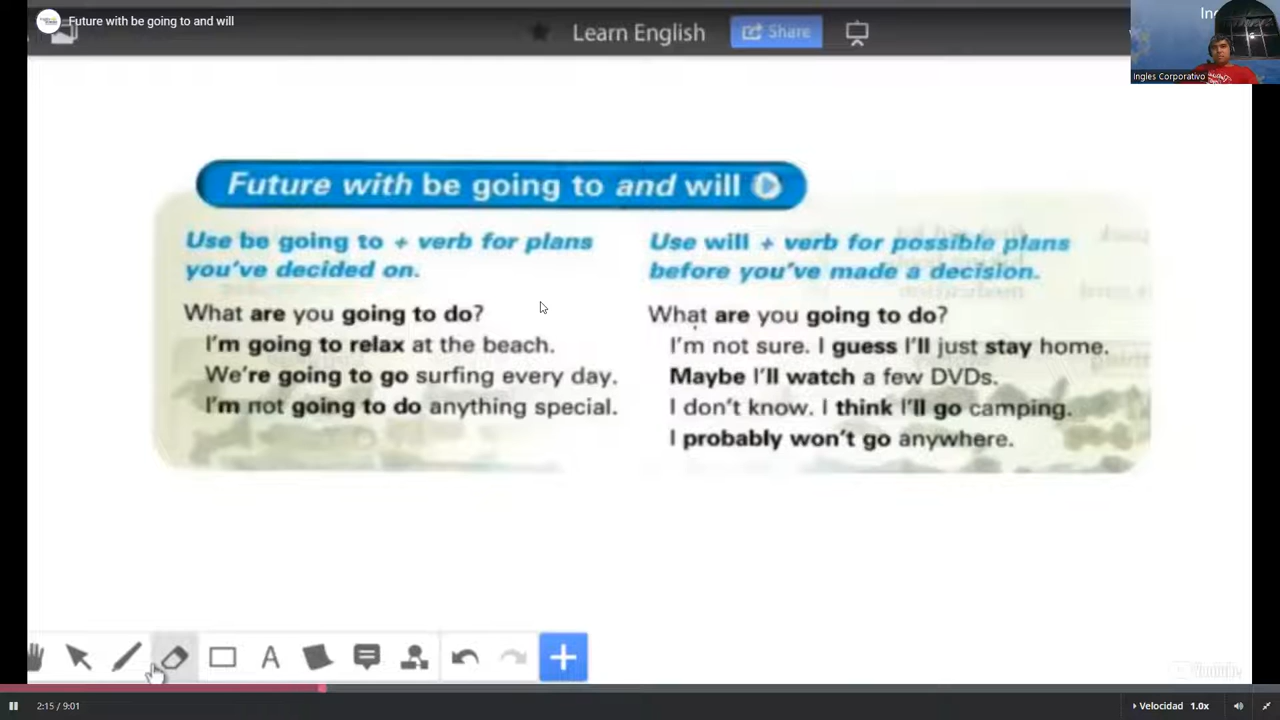 Future with be going to and will
Learn English
Share
Ingles Corporativo
Future with be going to and will
Use be going to + verb for plans
you've decided on.
What are you going to do?
I'm going to relax at the beach.
We're going to go surfing every day.
I'm not going to do anything special.
Use will + verb for possible plans
before you've made a decision.
What are you going to do?
I'm not sure. I guess I'll just stay home.
Maybe I'll watch a few DVDs.
I don't know. I think I'll go camping.
I probably won't go anywhere.
A
YouTube
2:15 / 9:01
Velocidad 1.0x